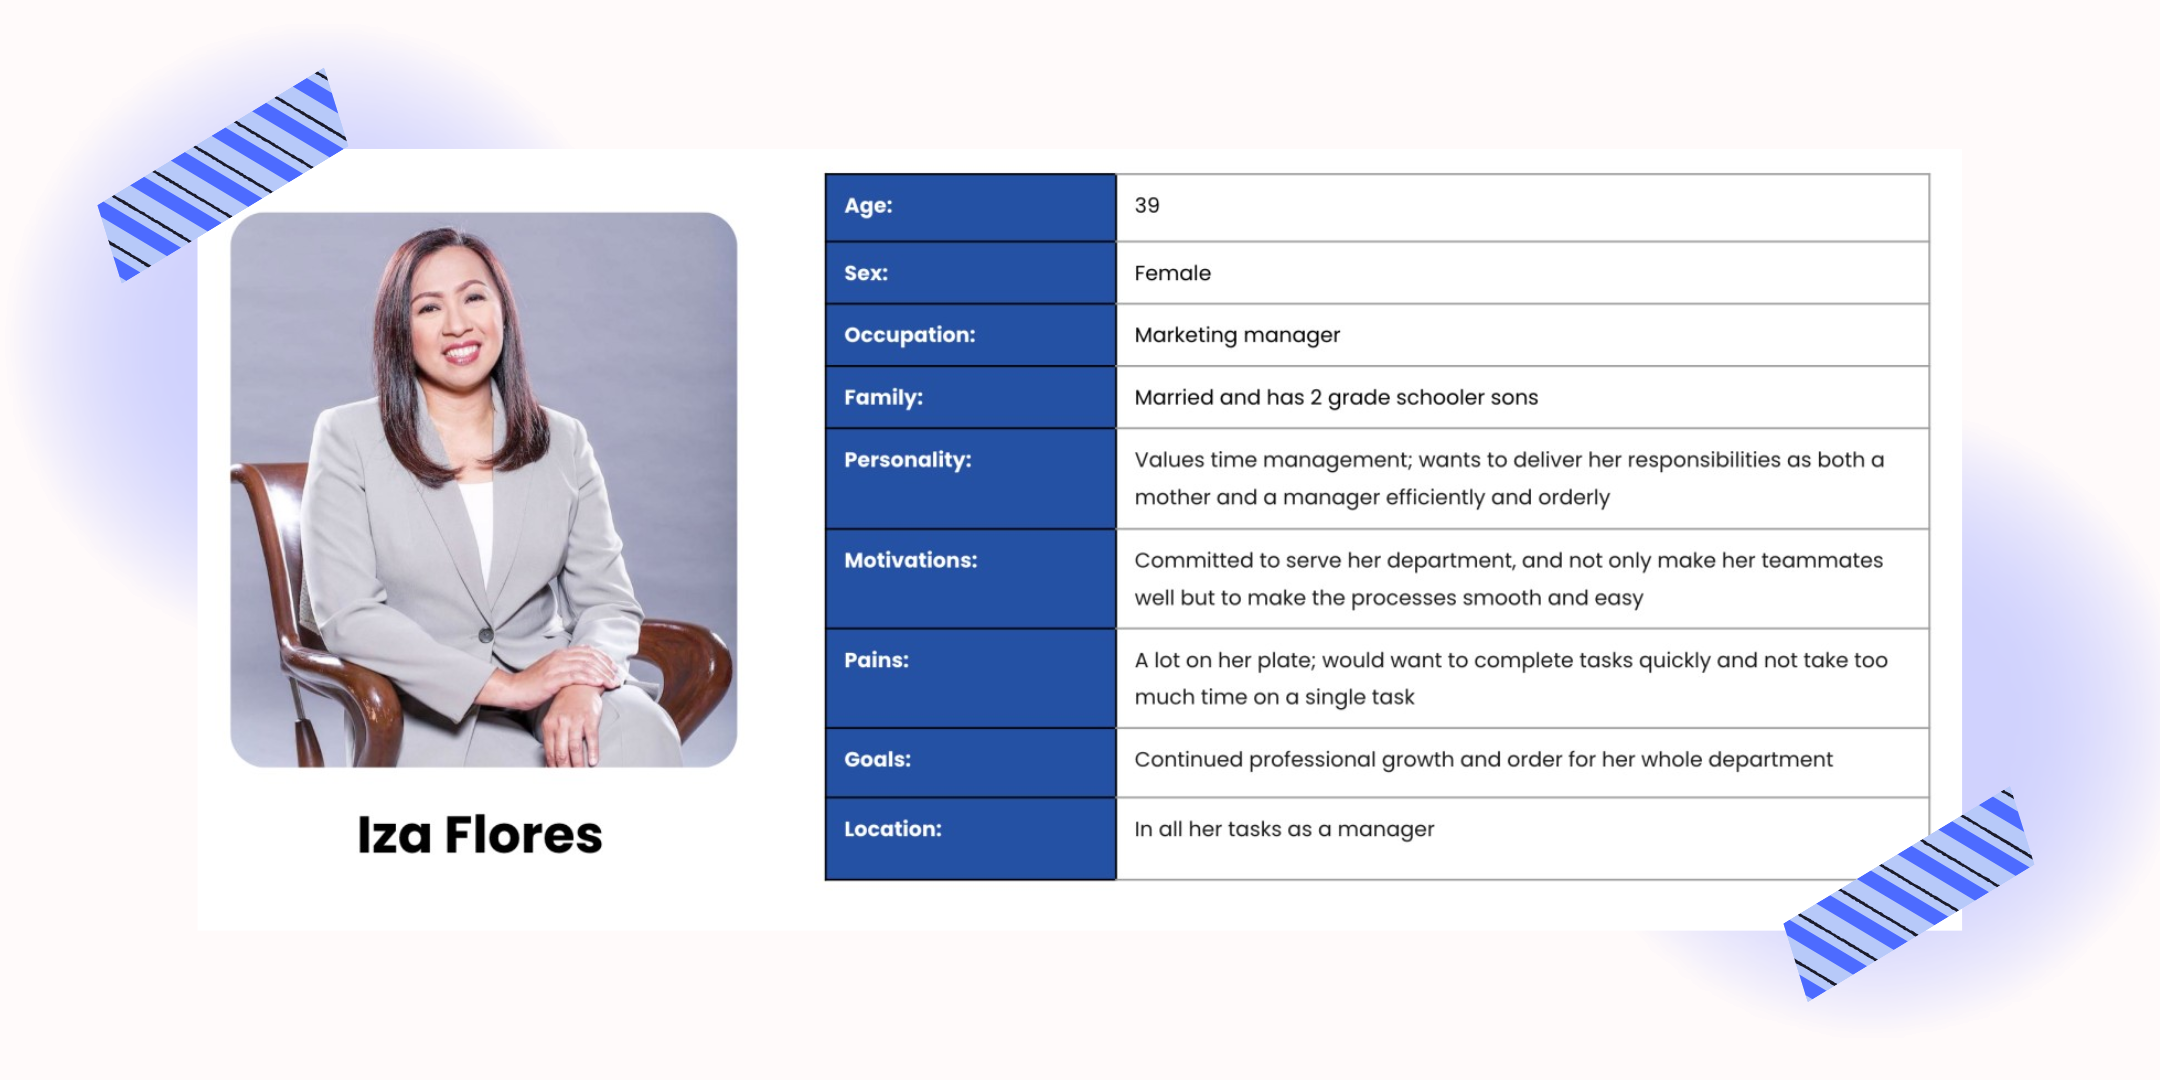 Iza Flores
Age:
39
Sex:
Female
Occupation:
Marketing manager
Family:
Married and has 2 grade schooler sons
Personality:
Values time management; wants to deliver her responsibilities as both a
mother and a manager efficiently and orderly
Motivations:
Committed to serve her department, and not only make her teammates
well but to make the processes smooth and easy
Pains:
A lot on her plate; would want to complete tasks quickly and not take too
much time on a single task
Goals:
Continued professional growth and order for her whole department
Location:
In all her tasks as a manager